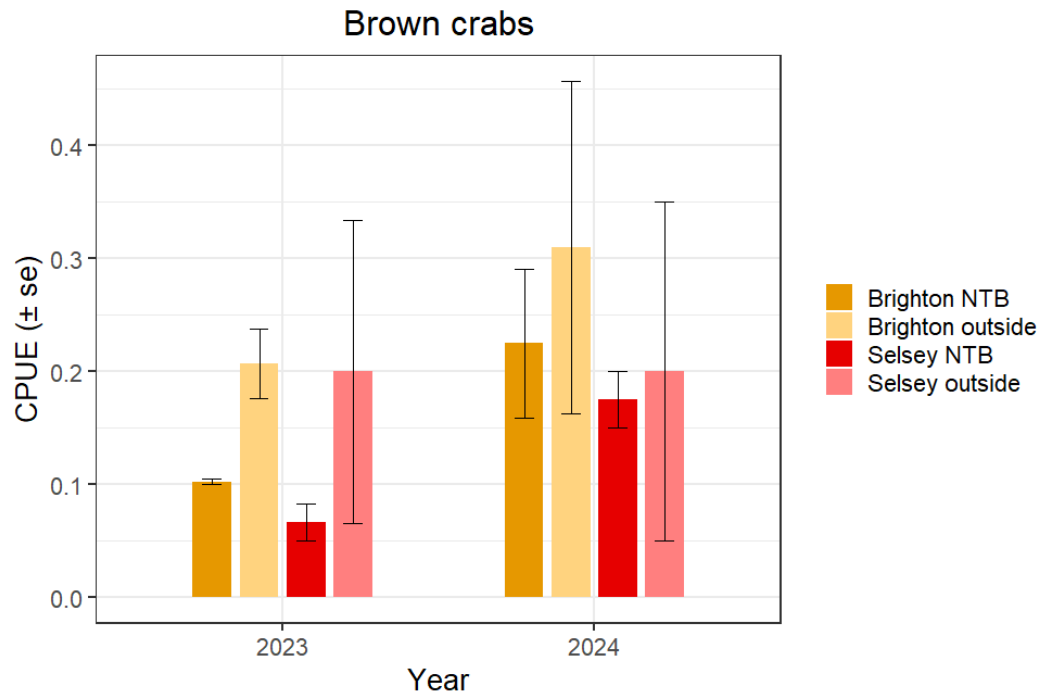 Brown crabs
CPUE (± se)
0.4
0.3
0.2
0.1
0.0
2023
2024
Year
Brighton NTB
Brighton outside
Selsey NTB
Selsey outside